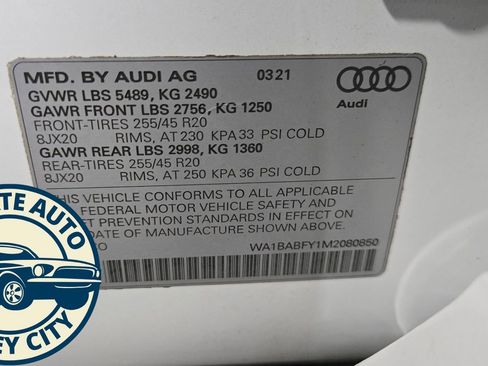 MFD. BY AUDI AG 03 21
GVWR LBS 5489, KG 2490
GAWR FRONT LBS 2756, KG 1250
FRONT-TIRES 255/45 R20
8JX20 RIMS, AT 230 KPA 33 PSI COLD
GAWR REAR LBS 2998, KG 1360
REAR-TIRES 255/45 R20
8JX20 RIMS, AT 250 KPA 36 PSI COLD
THIS VEHICLE CONFORMS TO ALL APPLICABLE
FEDERAL MOTOR VEHICLE SAFETY AND
PREVENTION STANDARDS IN EFFECT ON
DATE OF MANUFACTURE SHOWN ABOVE
WA1BABFY1M2080850
Audi
AUTO
CITY